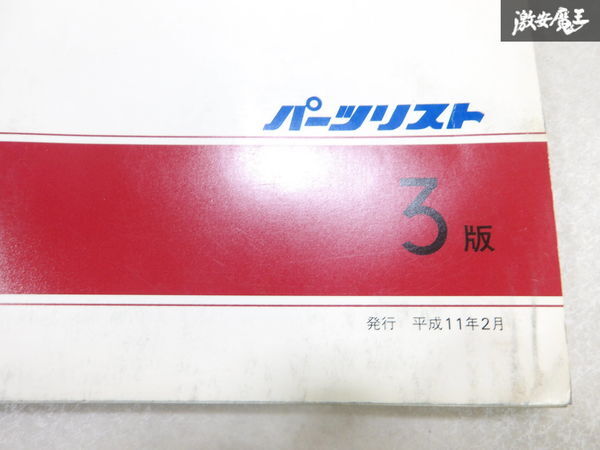 激安魔王
パーツリスト
3版
発行 平成11年2月